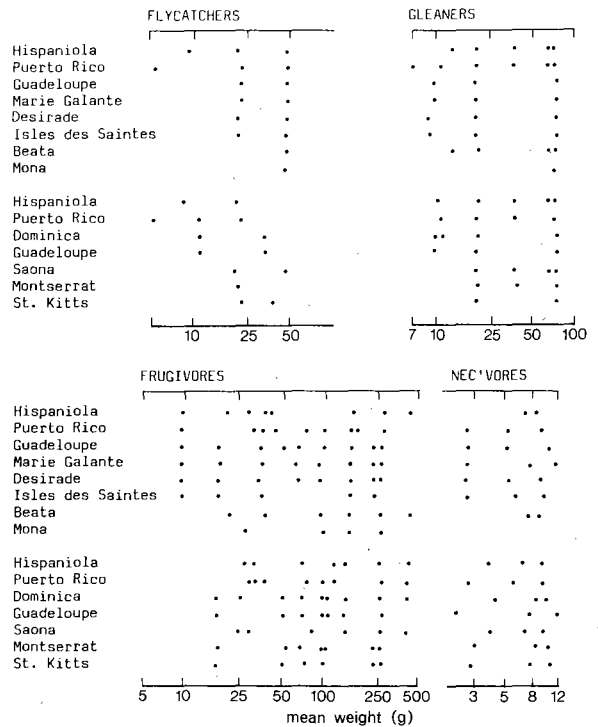 FLYCATCHERS GLEANERS
Hispaniola
Puerto Rico
Guadeloupe
Marie Galante
Desirade
Isles des Saintes
Beata
Mona
Hispaniola
Puerto Rico
Dominica
Guadeloupe
Saona
Montserrat
St. Kitts
10 25 50 7 10 25 50 100
FRUGIVORES NEC'VORES
Hispaniola
Puerto Rico
Guadeloupe
Marie Galante
Desirade
Isles des Saintes
Beata
Mona
Hispaniola
Puerto Rico
Dominica
Guadeloupe
Saona
Montserrat
St. Kitts
5 10 25 50 100 250 500 3 5 8 12
mean weight (g)